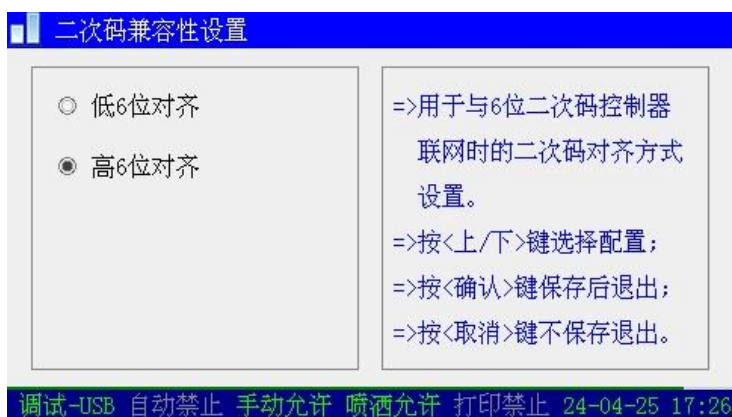 二次码兼容性设置
低6位对齐
高6位对齐
=>用于与6位二次码控制器
联网时的二次码对齐方式
设置。
=>按<上/下>键选择配置;
=>按<确认>键保存后退出;
=>按<取消>键不保存退出。
调试-USB 自动禁止 手动允许 喷洒允许 打印禁止 24-04-25 17:26